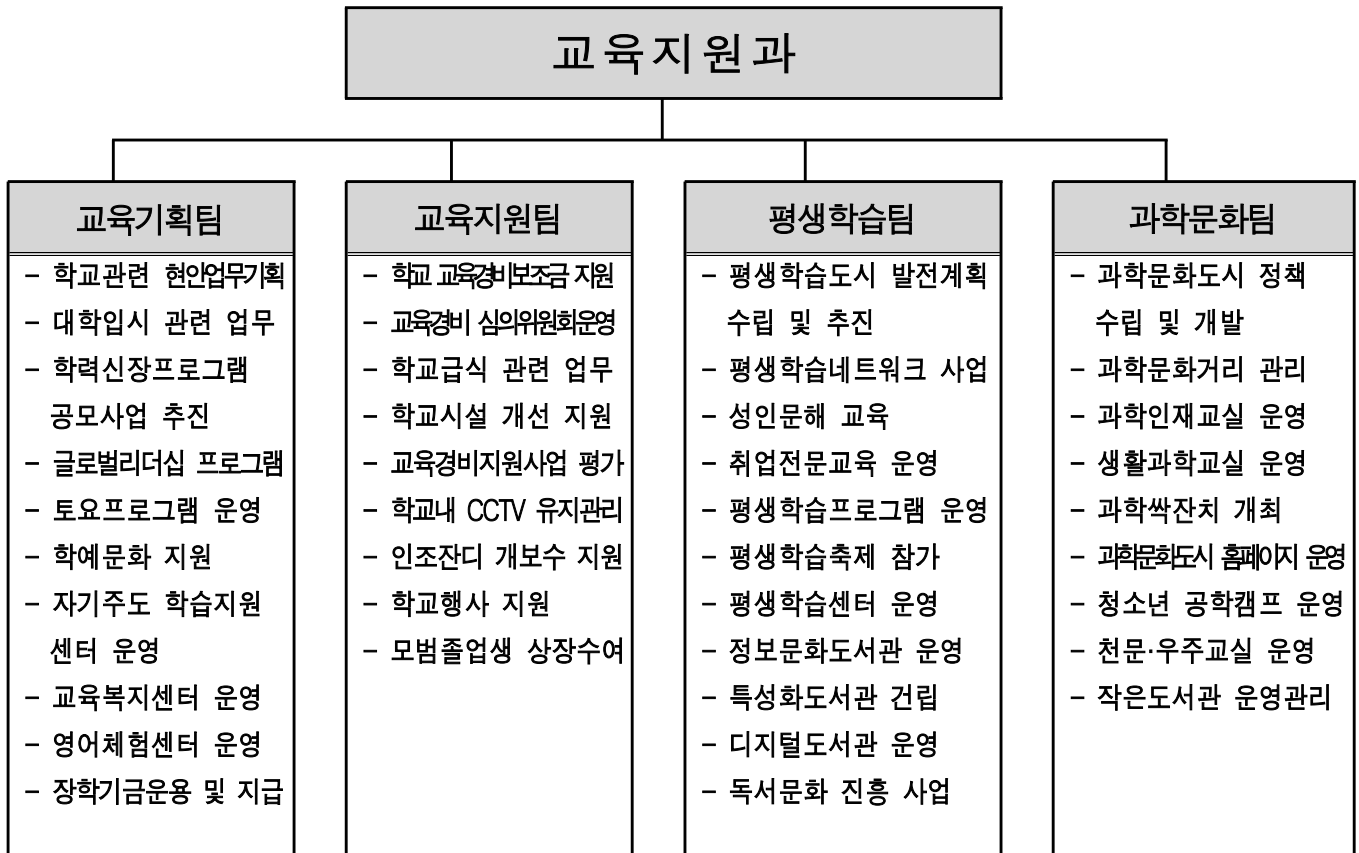 교육지원과
교육기획팀
- 학교관련 현안업무기획
- 대학입시 관련 업무
- 학력신장프로그램
공모사업 추진
- 글로벌리더십 프로그램
- 토요프로그램 운영
- 학예문화 지원
- 자기주도 학습지원
센터 운영
- 교육복지센터 운영
- 영어체험센터 운영
- 장학기금운용 및 지급
교육지원팀
- 학교 교육경비보조금 지원
- 교육경비 심의위원회운영
- 학교급식 관련 업무
- 학교시설 개선 지원
- 교육경비지원사업 평가
- 학교내 CCTV 유지관리
- 인조잔디 개보수 지원
- 학교행사 지원
- 모범졸업생 상장수여
평생학습팀
- 평생학습도시 발전계획
수립 및 추진
- 평생학습네트워크 사업
- 성인문해 교육
- 취업전문교육 운영
- 평생학습프로그램 운영
- 평생학습축제 참가
- 평생학습센터 운영
- 정보문화도서관 운영
- 특성화도서관 건립
- 디지털도서관 운영
- 독서문화 진흥 사업
과학문화팀
- 과학문화도시 정책
수립 및 개발
- 과학문화거리 관리
- 과학인재교실 운영
- 생활과학교실 운영
- 과학싹잔치 개최
- 과학문화도시 홈페이지 운영
- 청소년 공학캠프 운영
- 천문·우주교실 운영
- 작은도서관 운영관리